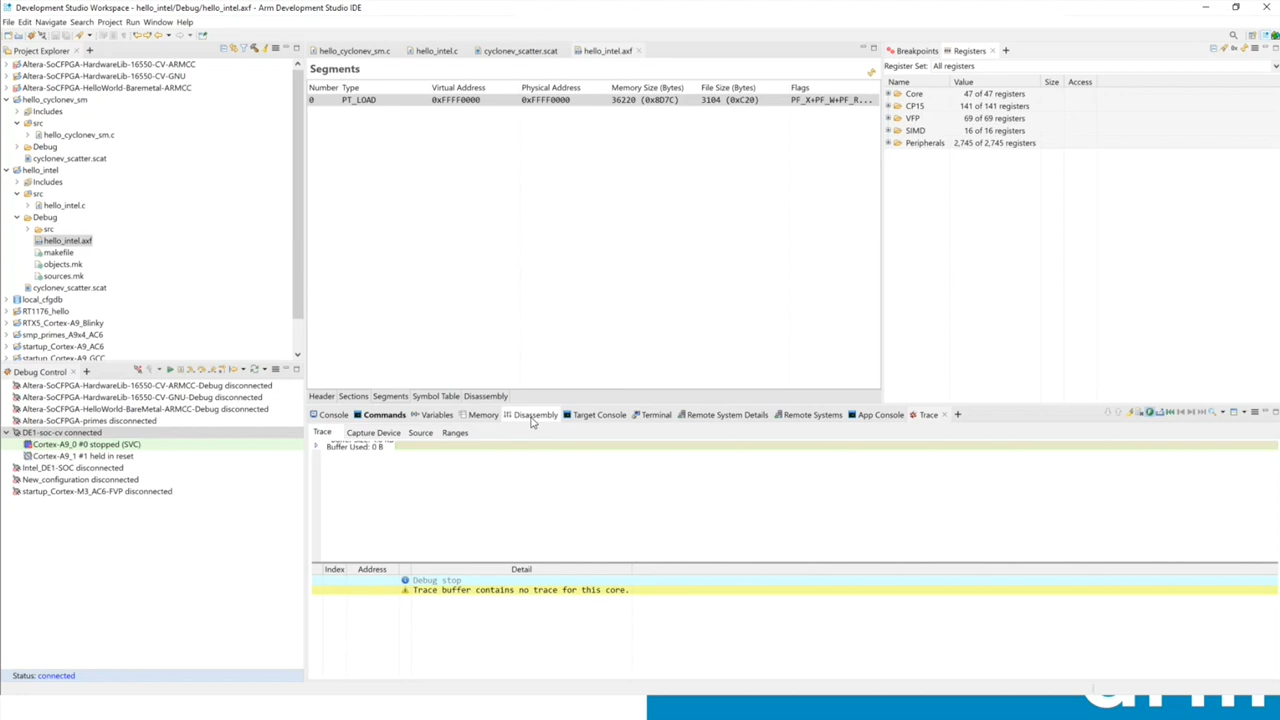 Development Studio Workspace - hello_intel/Debug/hello_intel.axf - Arm Development Studio IDE
File Edit Navigate Search Project Run Window Help
Project Explorer
Altera-SoCFPGA-HardwareLib-16550-CV-ARMCC
Altera-SoCFPGA-HardwareLib-16550-CV-GNU
Altera-SoCFPGA-HelloWorld-Baremetal-ARMCC
hello_cyclonev_sm
Includes
src
hello_cyclonev_sm.c
Debug
cyclonev_scatter.scat
hello_intel
Includes
src
hello_intel.c
Debug
src
hello_intel.axf
makefile
objects.mk
sources.mk
cyclonev_scatter.scat
local_cfgdb
RT1176_hello
RTX5_Cortex-A9_Blinky
smp_primes_A9x4_AC6
startup_Cortex-A9_AC6
startup_Cortex-A9_GCC
hello_cyclonev_sm.c hello_intel.c cyclonev_scatter.scat hello_intel.axf
Segments
Number Type Virtual Address Physical Address Memory Size (Bytes) File Size (Bytes) Flags
0 PT_LOAD 0xFFFF0000 0xFFFF0000 36220 (0x8D7C) 3104 (0xC20) PF_X+PF_W+PF_R...
Header Sections Segments Symbol Table Disassembly
Breakpoints Registers
Register Set: All registers
Name Value Size Access
Core 47 of 47 registers
CP15 141 of 141 registers
VFP 69 of 69 registers
SIMD 16 of 16 registers
Peripherals 2,745 of 2,745 registers
Debug Control
Altera-SoCFPGA-HardwareLib-16550-CV-ARMCC-Debug disconnected
Altera-SoCFPGA-HardwareLib-16550-CV-GNU-Debug disconnected
Altera-SoCFPGA-HelloWorld-BareMetal-ARMCC-Debug disconnected
Altera-SoCFPGA-primes disconnected
DE1-soc-cv connected
Cortex-A9_0 #0 stopped (SVC)
Cortex-A9_1 #1 held in reset
Intel_DE1-SOC disconnected
New_configuration disconnected
startup_Cortex-M3_AC6-FVP disconnected
Status: connected
Console Commands Variables Memory Disassembly Target Console Terminal Remote System Details Remote Systems App Console Trace
Trace Capture Device Source Ranges
Buffer Used: 0 B
Index Address Detail
Debug stop
Trace buffer contains no trace for this core.